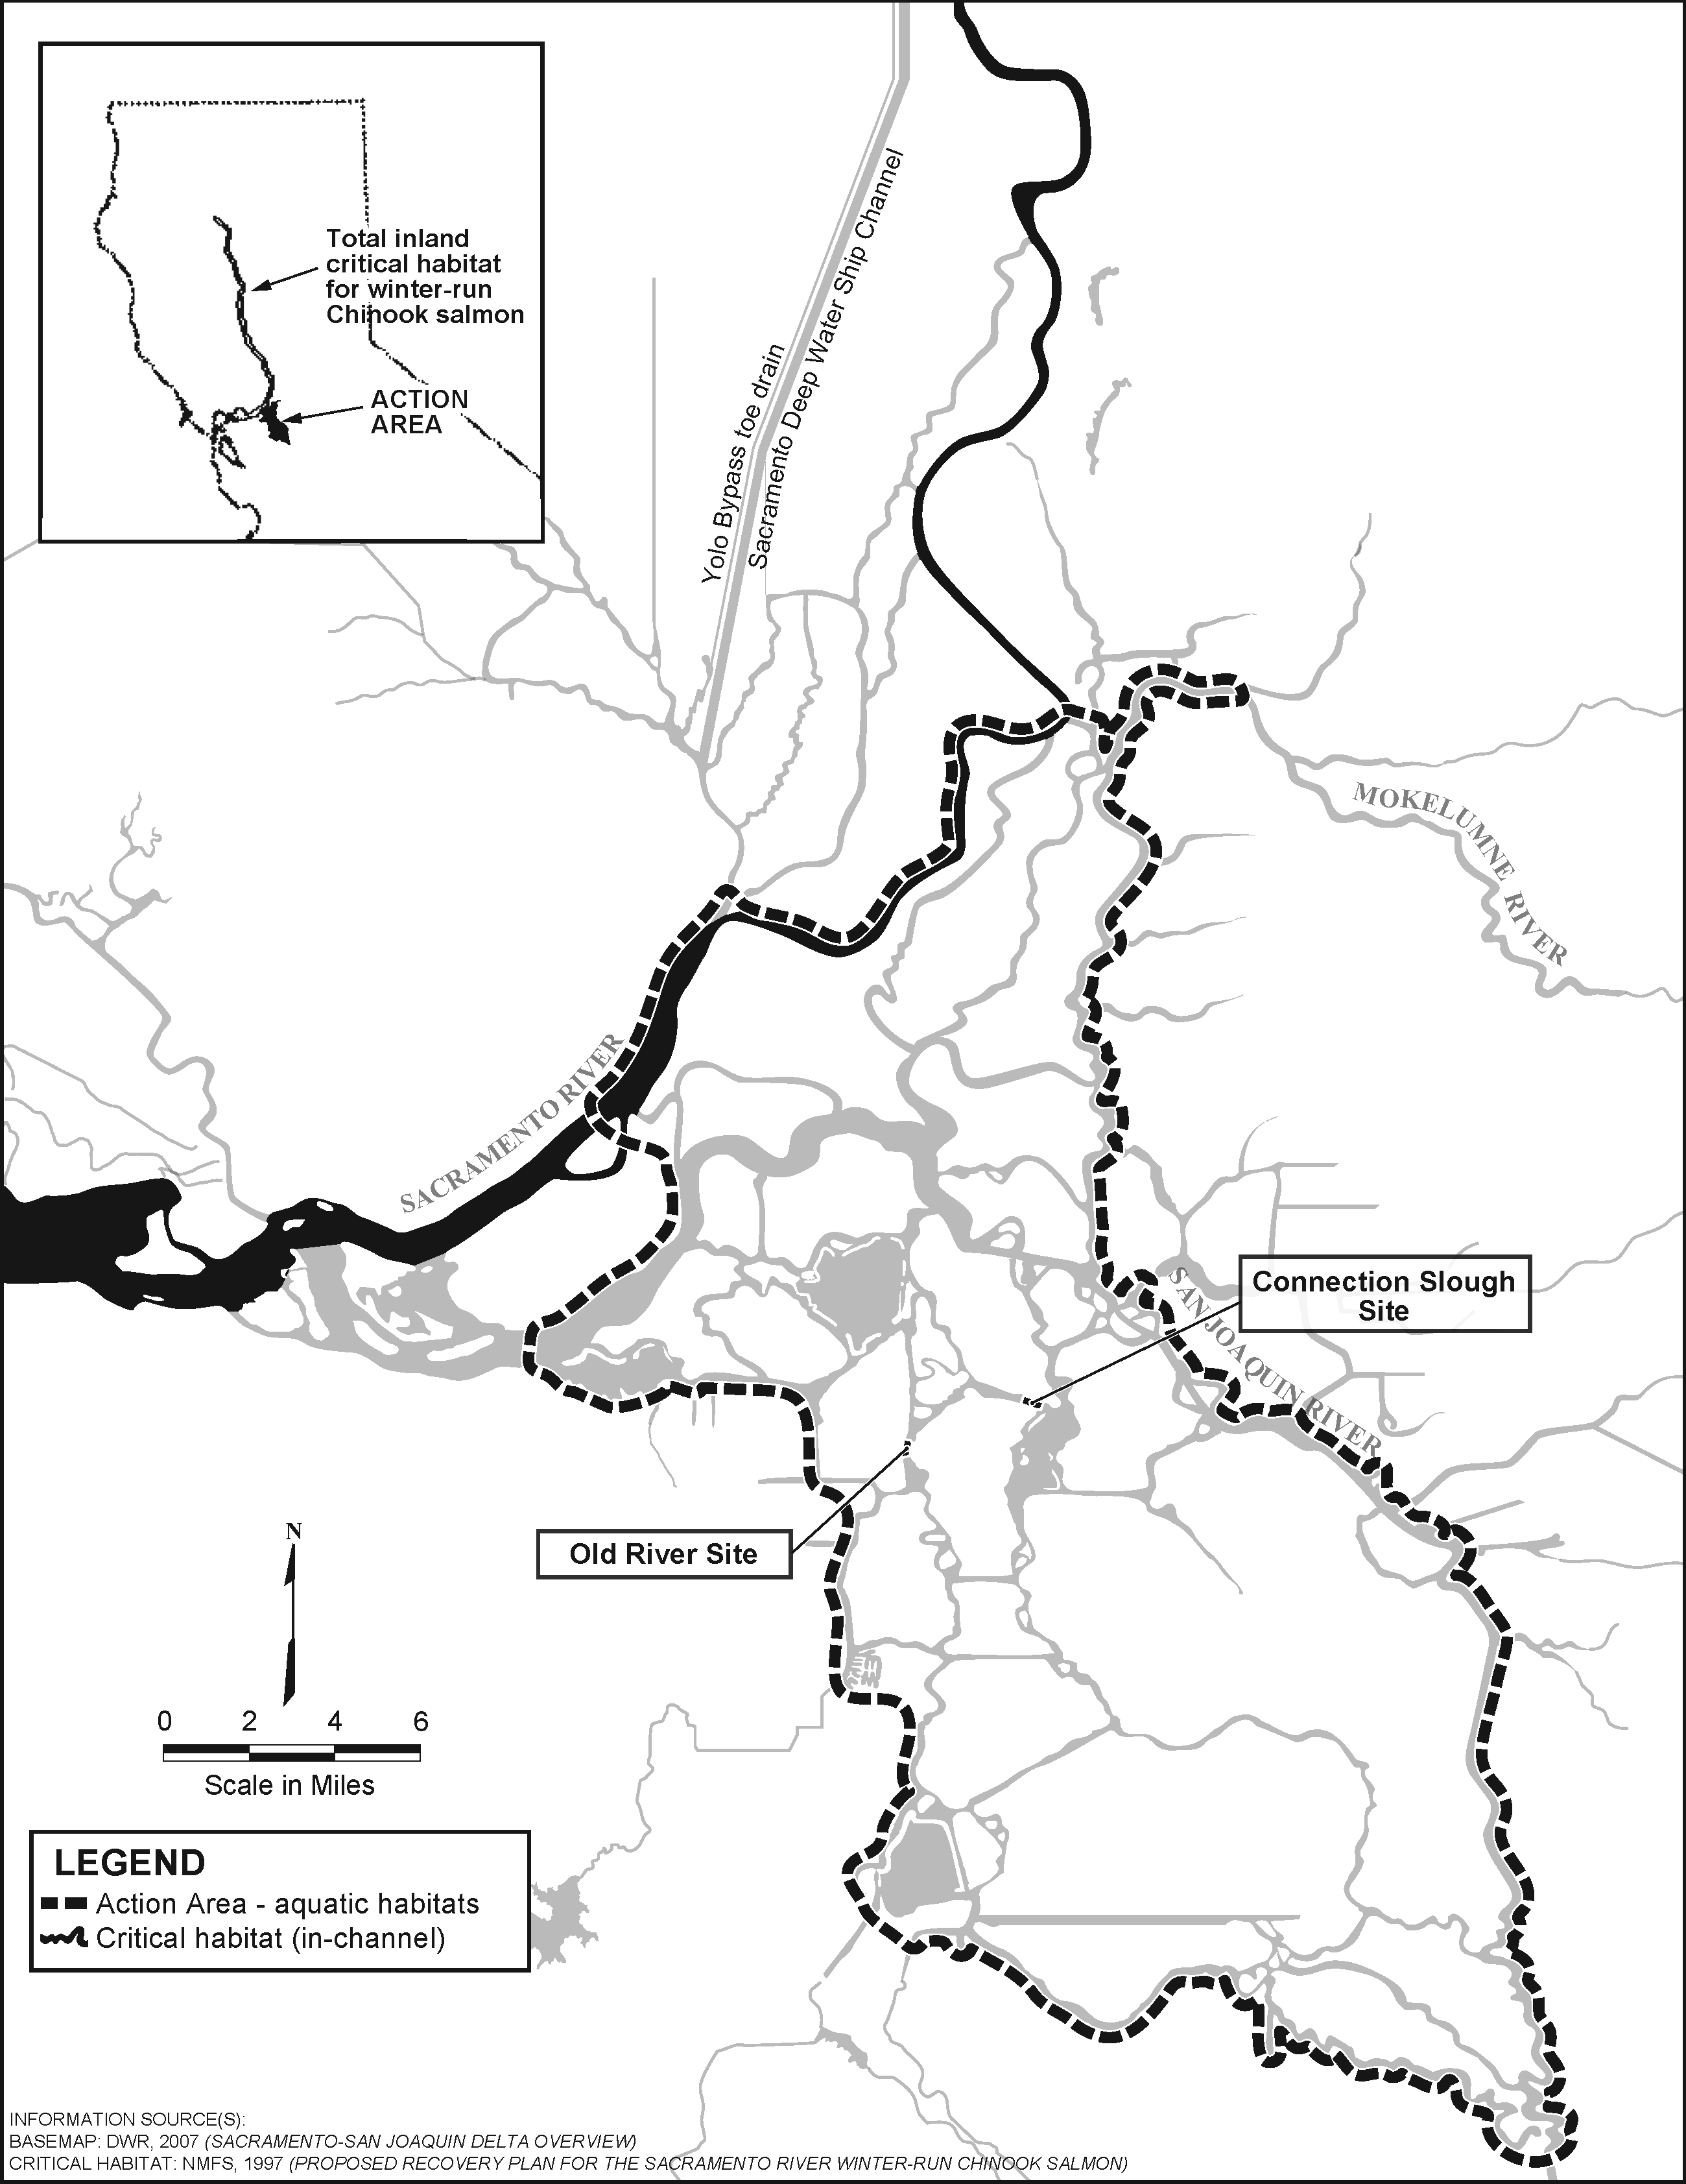 Total inland
critical habitat
for winter-run
Chinook salmon
ACTION
AREA
Yolo Bypass toe drain
Sacramento Deep Water Ship Channel
MOKELUMNE RIVER
SACRAMENTO RIVER
Connection Slough
Site
SAN JOAQUIN RIVER
Old River Site
N
0 2 4 6
Scale in Miles
LEGEND
Action Area - aquatic habitats
Critical habitat (in-channel)
INFORMATION SOURCE(S):
BASEMAP: DWR, 2007 (SACRAMENTO-SAN JOAQUIN DELTA OVERVIEW)
CRITICAL HABITAT: NMFS, 1997 (PROPOSED RECOVERY PLAN FOR THE SACRAMENTO RIVER WINTER-RUN CHINOOK SALMON)